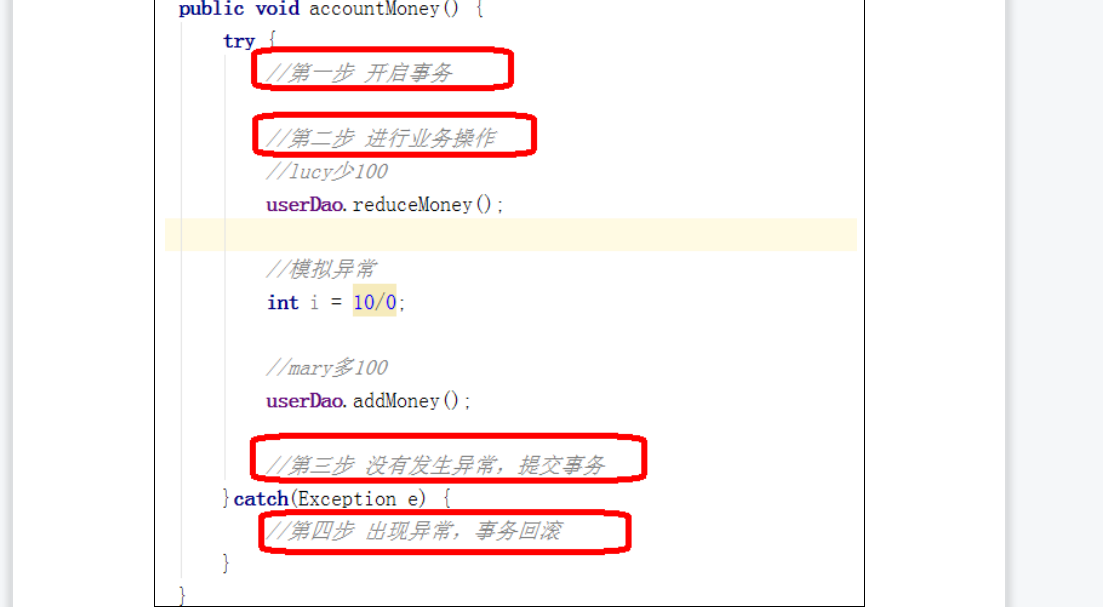 public void accountMoney() {
try {
//第一步 开启事务
//第二步 进行业务操作
//lucy少100
userDao.reduceMoney();
//模拟异常
int i = 10/0;
//mary多100
userDao.addMoney();
//第三步 没有发生异常，提交事务
}catch(Exception e) {
//第四步 出现异常，事务回滚
}
}